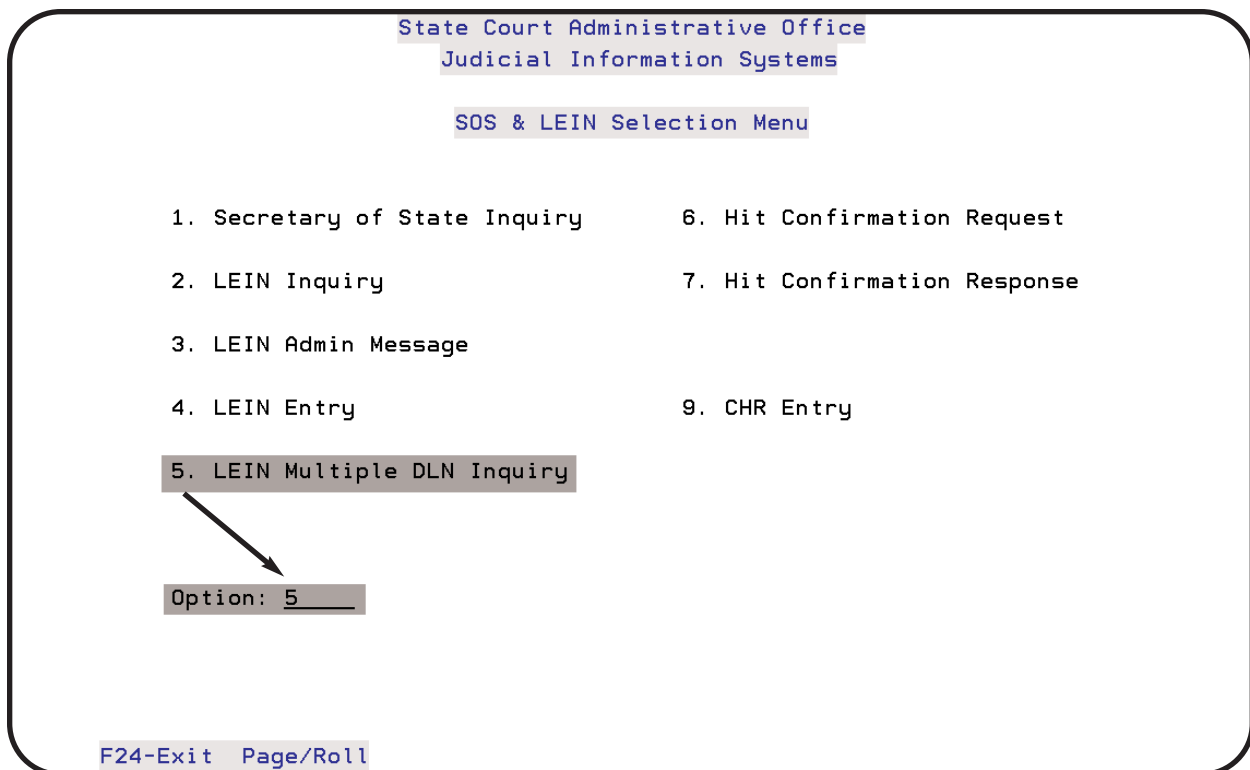 State Court Administrative Office
Judicial Information Systems
SOS & LEIN Selection Menu
1. Secretary of State Inquiry 6. Hit Confirmation Request
2. LEIN Inquiry 7. Hit Confirmation Response
3. LEIN Admin Message
4. LEIN Entry 9. CHR Entry
5. LEIN Multiple DLN Inquiry
Option: 5
F24-Exit Page/Roll